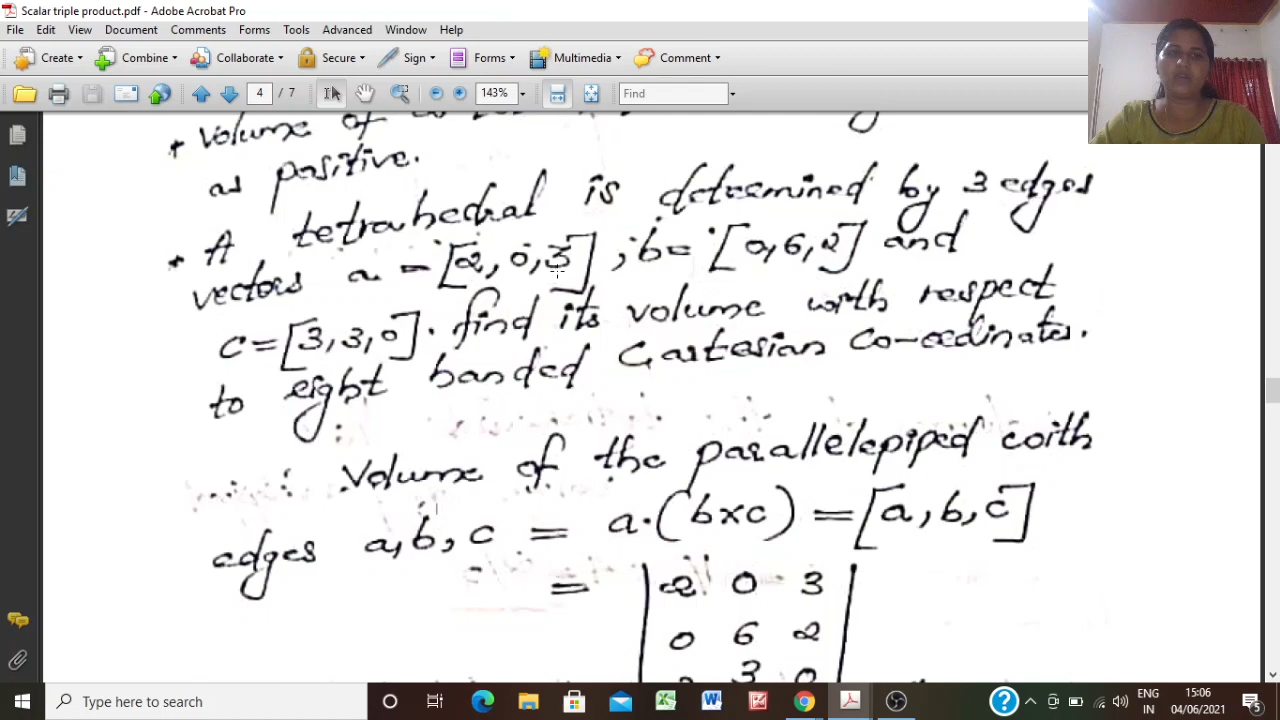 Scalar triple product.pdf - Adobe Acrobat Pro
File Edit View Document Comments Forms Tools Advanced Window Help
Create Combine Collaborate Secure Sign Forms Multimedia Comment
4 / 7 143% Find
* Volume of
as positive.
* A tetrahedral is determined by 3 edges
vectors a = [2, 0, 3] ; b = [0, 6, 2] and
c = [3, 3, 0]. find its volume with respect
to right handed Cartesian co-ordinates.
Volume of the parallelepiped with
edges a, b, c = a. (b×c) = [a, b, c]
= | 2 0 3 |
0 6 2
3 0
Type here to search
ENG 15:06
IN 04/06/2021 5